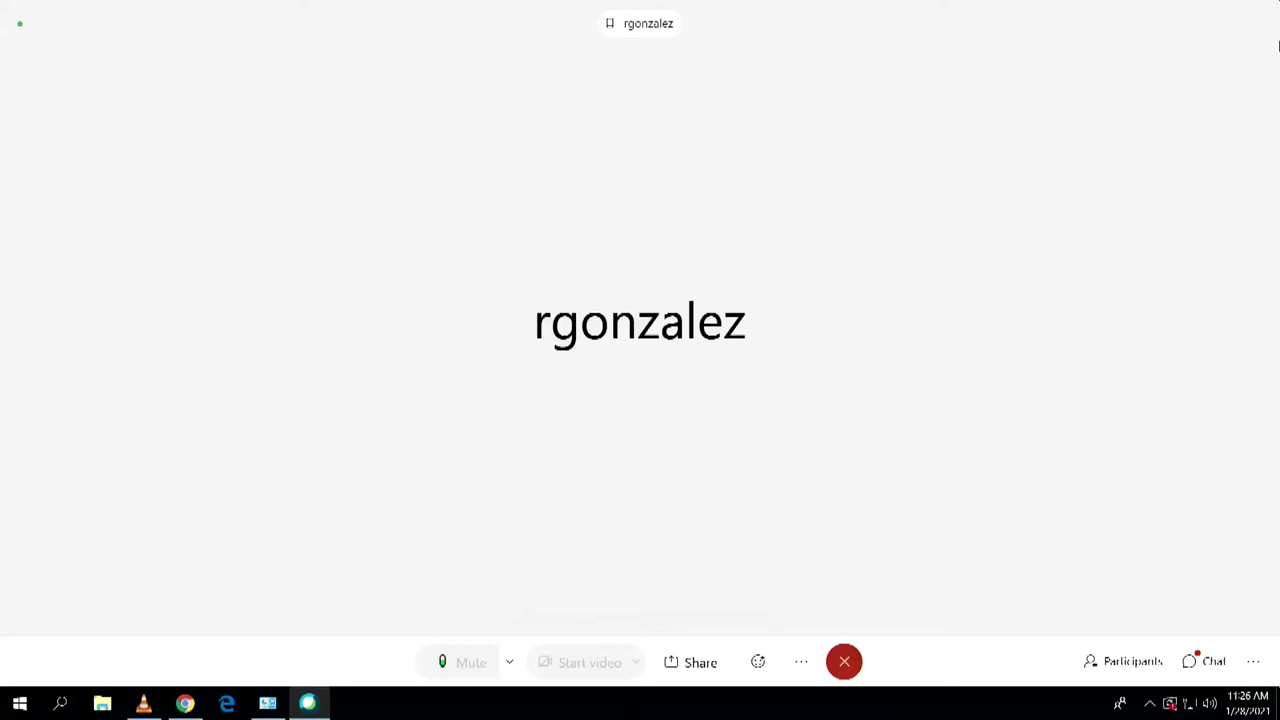 rgonzalez
rgonzalez
Mute
Start video
Share
Participants
Chat
11:26 AM
1/28/2021